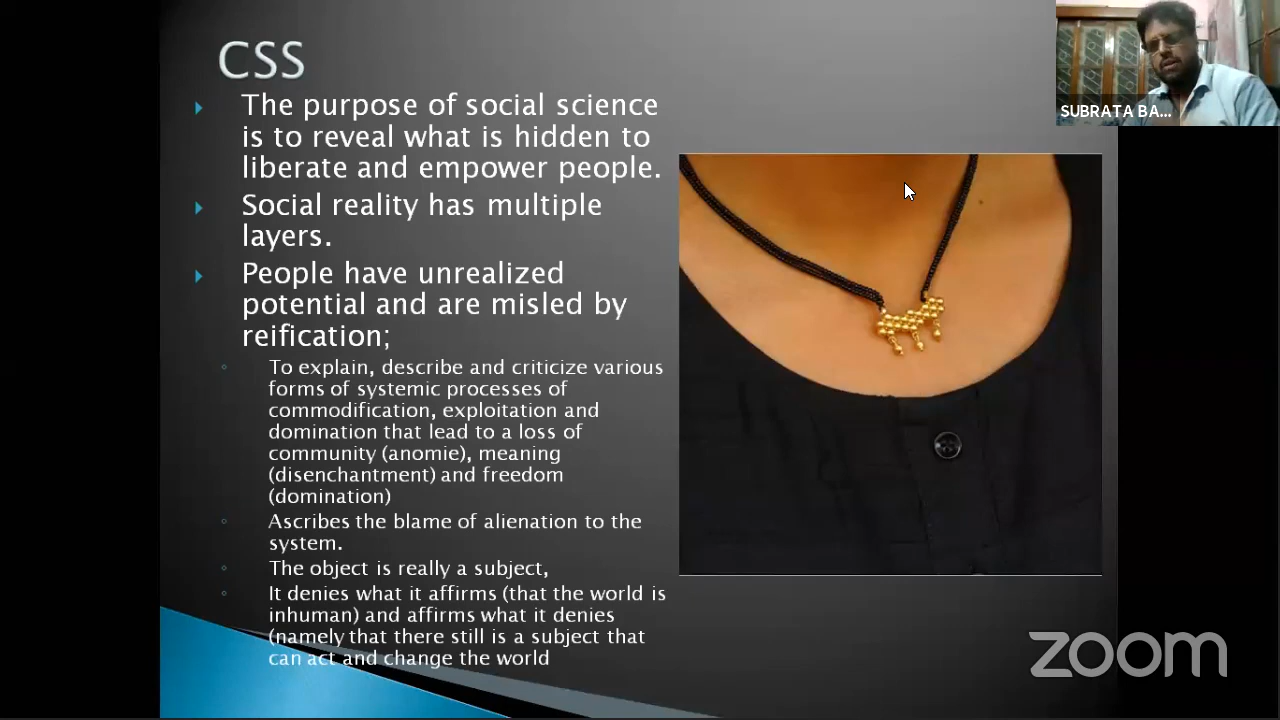 CSS
The purpose of social science
is to reveal what is hidden to
liberate and empower people.
Social reality has multiple
layers.
People have unrealized
potential and are misled by
reification;
To explain, describe and criticize various
forms of systemic processes of
commodification, exploitation and
domination that lead to a loss of
community (anomie), meaning
(disenchantment) and freedom
(domination)
Ascribes the blame of alienation to the
system.
The object is really a subject,
It denies what it affirms (that the world is
inhuman) and affirms what it denies
(namely that there still is a subject that
can act and change the world
SUBRATA BA...
zoom